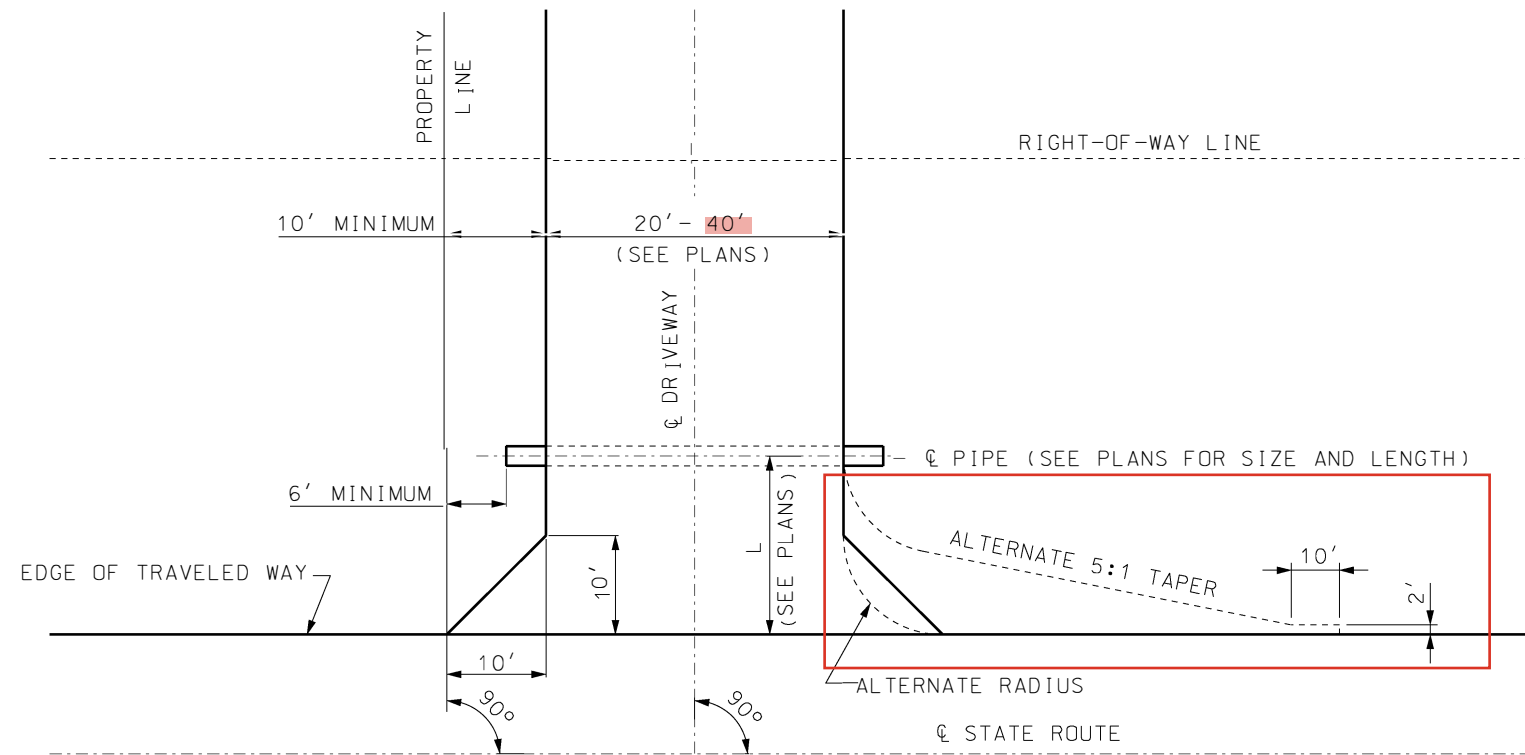 PROPERTY
LINE
RIGHT-OF-WAY LINE
10' MINIMUM
20'- 40'
(SEE PLANS)
℄ DRIVEWAY
℄ PIPE (SEE PLANS FOR SIZE AND LENGTH)
6' MINIMUM
L
(SEE PLANS)
ALTERNATE 5:1 TAPER
10'
2'
EDGE OF TRAVELED WAY
10'
10'
ALTERNATE RADIUS
90°
90°
℄ STATE ROUTE